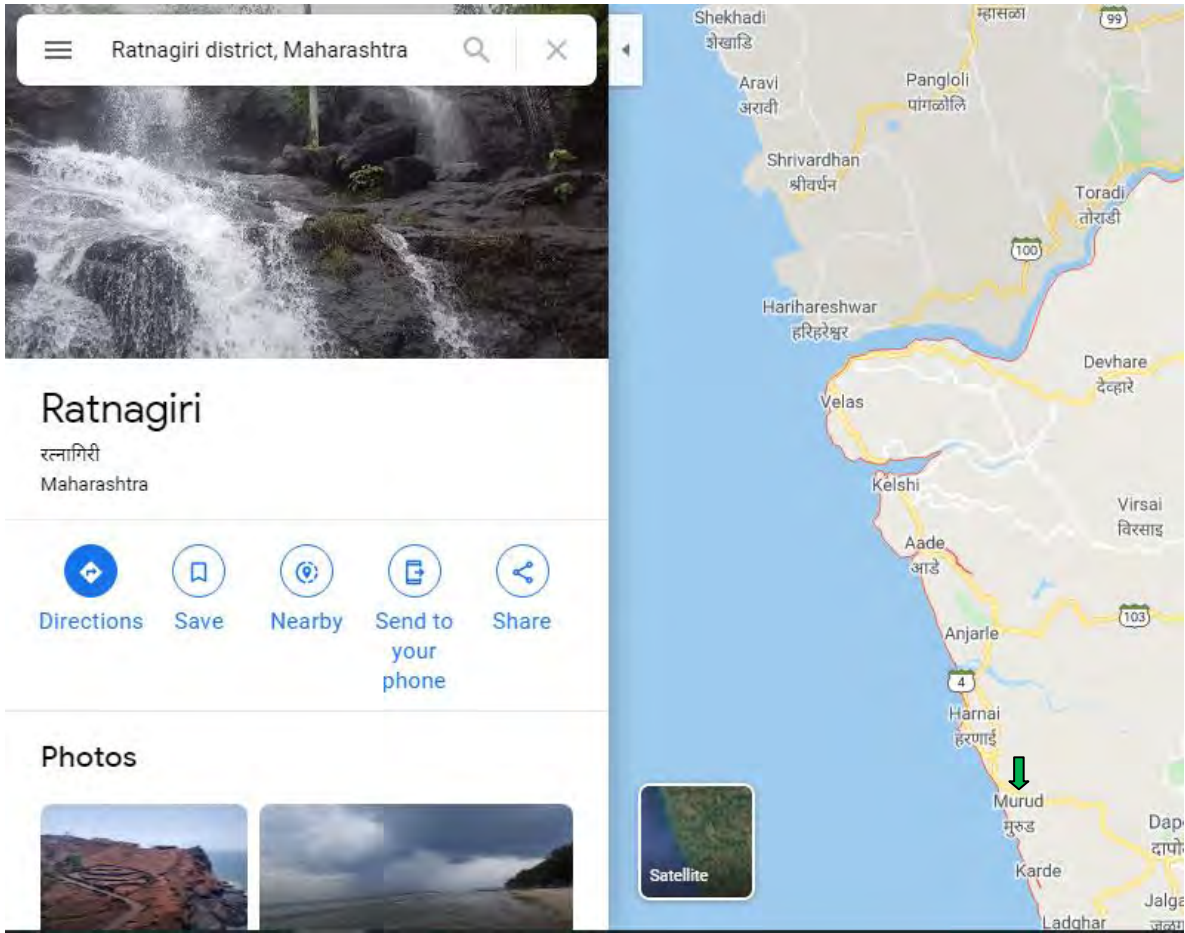 Ratnagiri district, Maharashtra
Ratnagiri
रत्नागिरी
Maharashtra
Directions
Save
Nearby
Send to
your
phone
Share
Photos
Satellite
Shekhadi
शेखाडि
म्हासळा
99
Aravi
अरावी
Pangloli
पांगळोलि
Shrivardhan
श्रीवर्धन
Toradi
तोराडी
100
Harihareshwar
हरिहरेश्वर
Devhare
देव्हारे
Velas
Kelshi
Virsai
विरसाइ
Aade
आडे
103
Anjarle
4
Harnai
हरणाई
Murud
मुरुड
Dap
दापो
Karde
Jalga
Ladghar